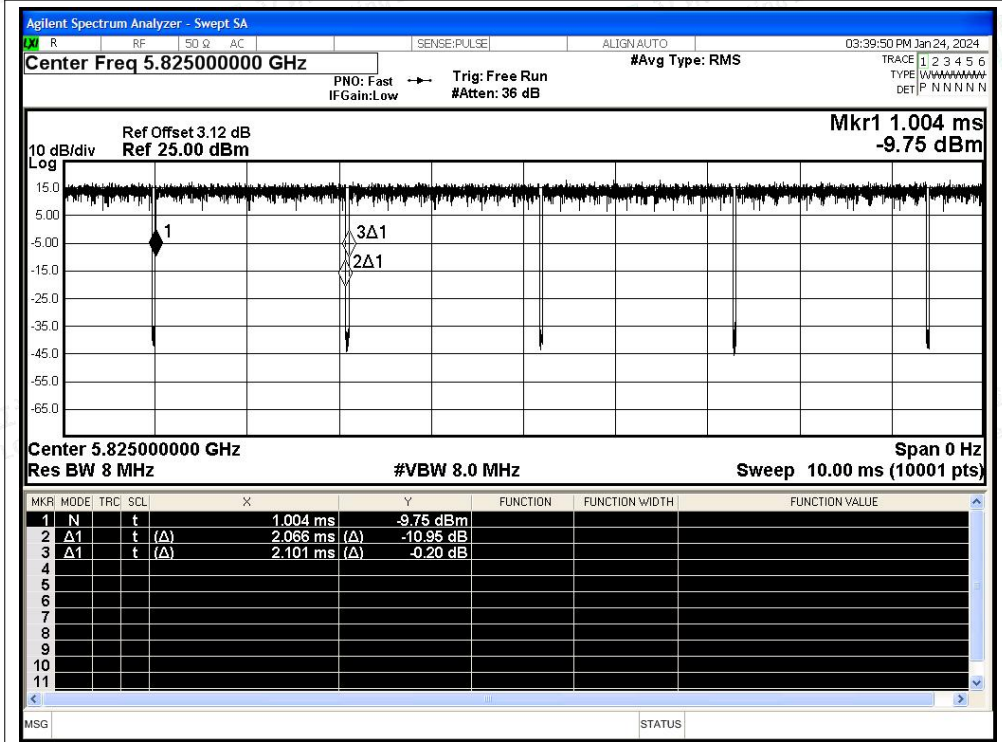 Agilent Spectrum Analyzer - Swept SA
LXI R RF 50 Ω AC SENSE:PULSE ALIGN AUTO 03:39:50 PM Jan 24, 2024
Center Freq 5.825000000 GHz
#Avg Type: RMS
TRACE 1 2 3 4 5 6
PNO: Fast Trig: Free Run
TYPE WWWWWW
IFGain:Low #Atten: 36 dB
DET P N N N N N
Mkr1 1.004 ms
Ref Offset 3.12 dB
10 dB/div Ref 25.00 dBm -9.75 dBm
Log
15.0
5.00
1
3Δ1
-5.00
2Δ1
-15.0
-25.0
-35.0
-45.0
-55.0
-65.0
Center 5.825000000 GHz Span 0 Hz
Res BW 8 MHz #VBW 8.0 MHz Sweep 10.00 ms (10001 pts)
MKR MODE TRC SCL X Y FUNCTION FUNCTION WIDTH FUNCTION VALUE
1 N t 1.004 ms -9.75 dBm
2 Δ1 t (Δ) 2.066 ms (Δ) -10.95 dB
3 Δ1 t (Δ) 2.101 ms (Δ) -0.20 dB
4
5
6
7
8
9
10
11
MSG STATUS